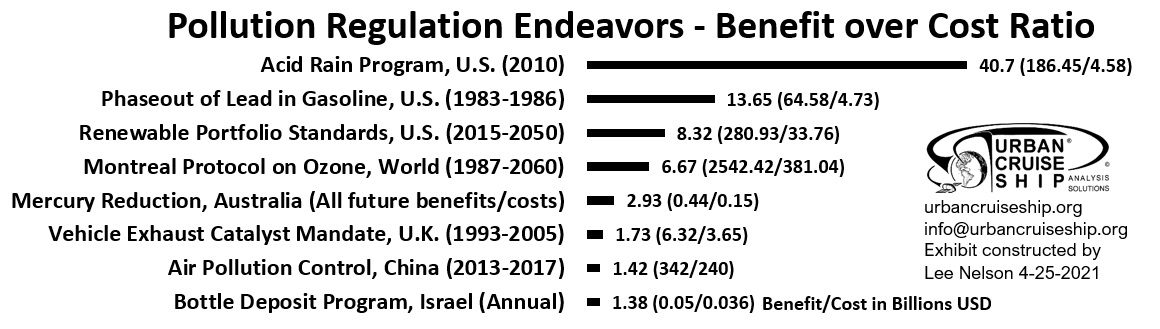 Pollution Regulation Endeavors - Benefit over Cost Ratio
Acid Rain Program, U.S. (2010) 40.7 (186.45/4.58)
Phaseout of Lead in Gasoline, U.S. (1983-1986) 13.65 (64.58/4.73)
Renewable Portfolio Standards, U.S. (2015-2050) 8.32 (280.93/33.76)
Montreal Protocol on Ozone, World (1987-2060) 6.67 (2542.42/381.04)
Mercury Reduction, Australia (All future benefits/costs) 2.93 (0.44/0.15)
Vehicle Exhaust Catalyst Mandate, U.K. (1993-2005) 1.73 (6.32/3.65)
Air Pollution Control, China (2013-2017) 1.42 (342/240)
Bottle Deposit Program, Israel (Annual) 1.38 (0.05/0.036) Benefit/Cost in Billions USD
URBAN®
CRUISE ©
SHIP ANALYSIS
SOLUTIONS
urbancruiseship.org
info@urbancruiseship.org
Exhibit constructed by
Lee Nelson 4-25-2021